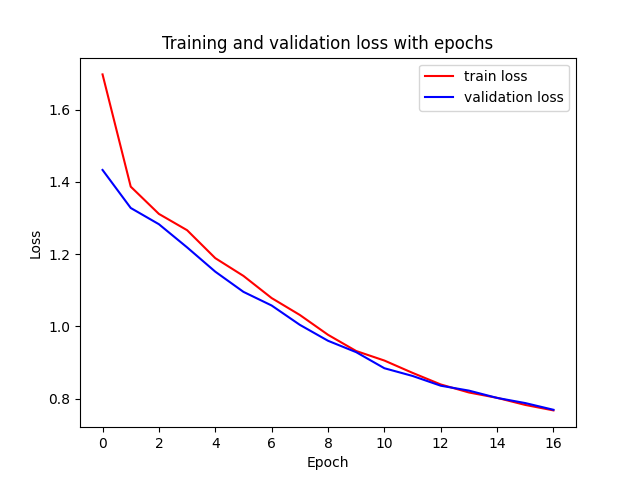 Training and validation loss with epochs
train loss
validation loss
1.6
1.4
1.2
1.0
0.8
Loss
0 2 4 6 8 10 12 14 16
Epoch